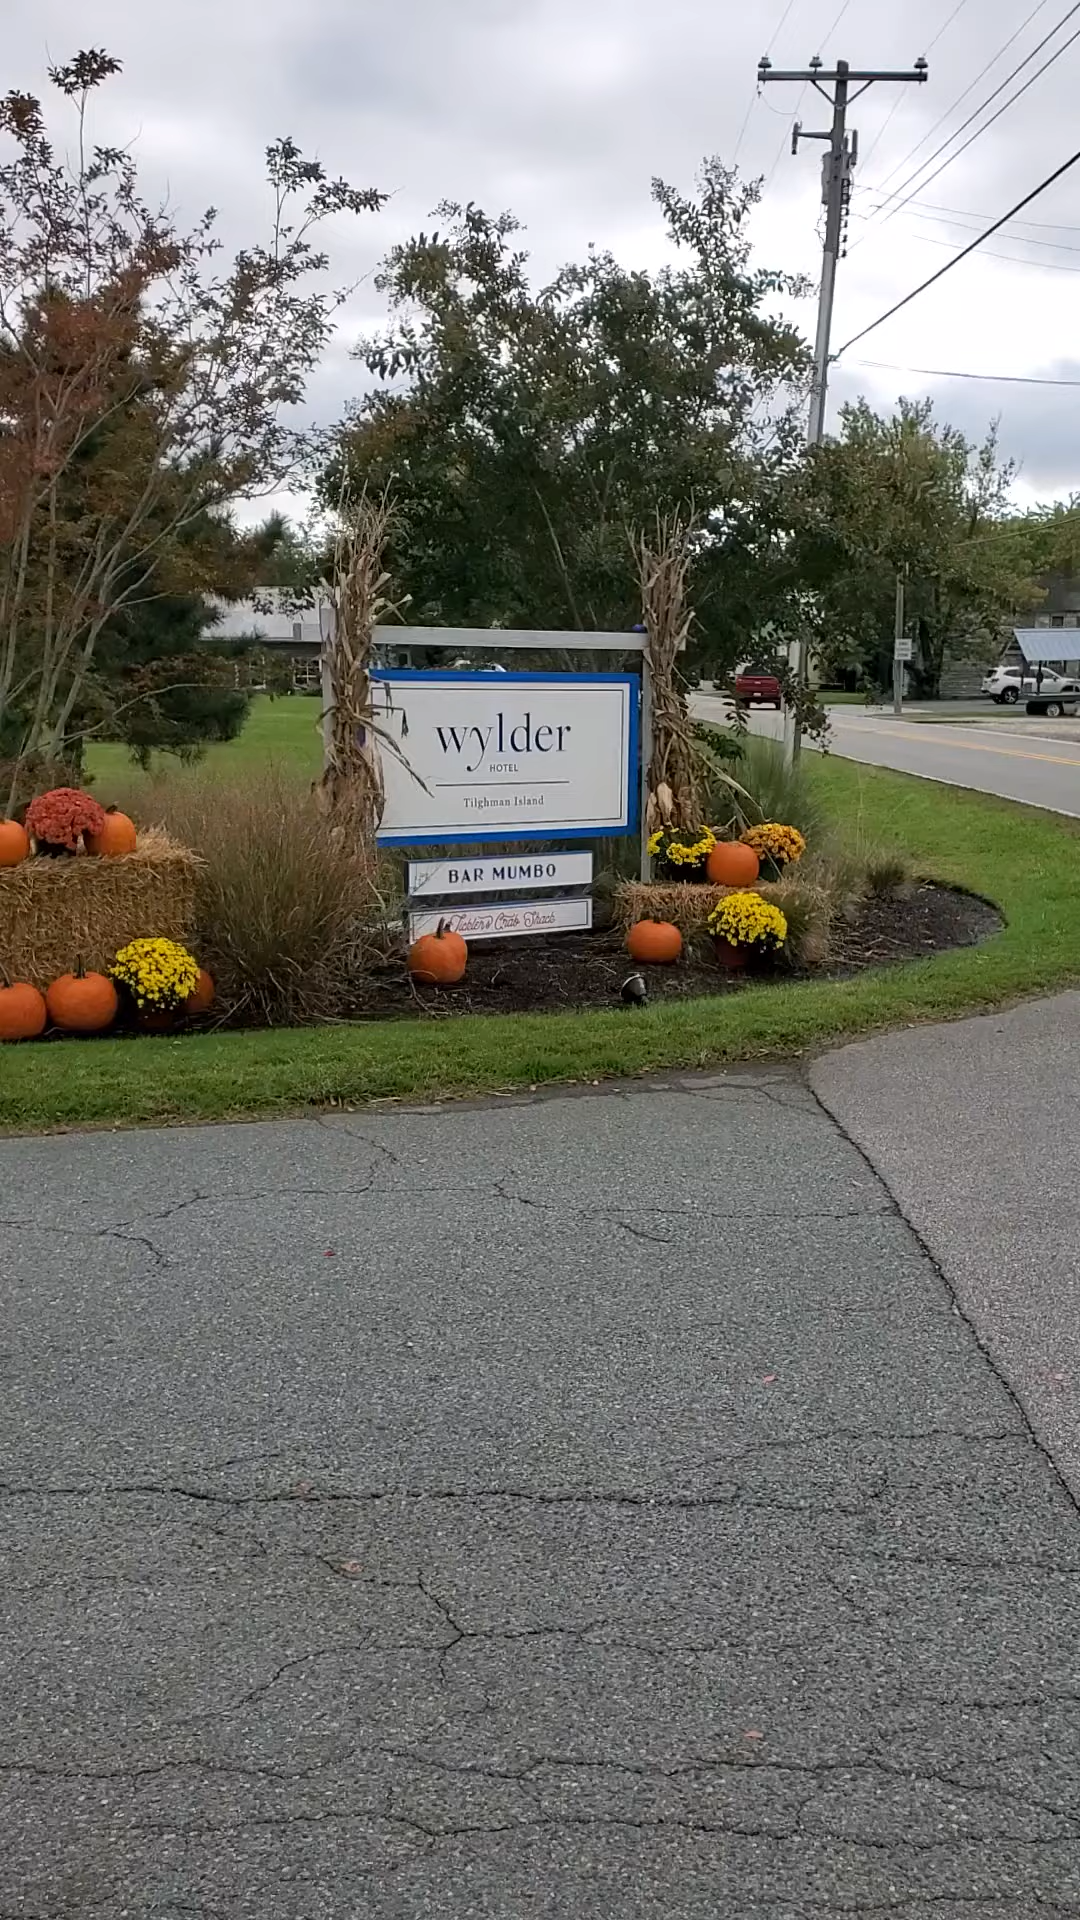 wylder
HOTEL
Tilghman Island
BAR MUMBO
Tickler's Crab Shack